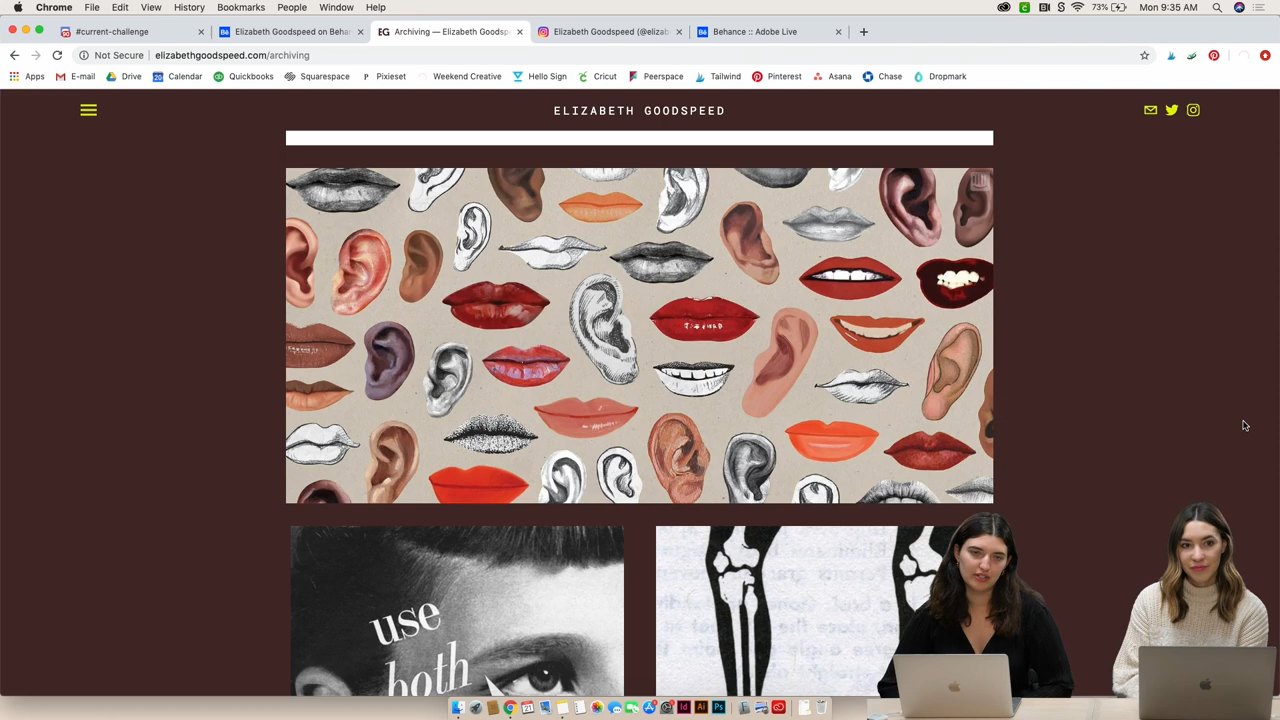 Chrome File Edit View History Bookmarks People Window Help 73% Mon 9:35 AM
#current-challenge Elizabeth Goodspeed on Behan Archiving — Elizabeth Goodspe Elizabeth Goodspeed (@elizab Behance :: Adobe Live
Not Secure elizabethgoodspeed.com/archiving
Apps E-mail Drive Calendar Quickbooks Squarespace Pixieset Weekend Creative Hello Sign Cricut Peerspace Tailwind Pinterest Asana Chase Dropmark
ELIZABETH GOODSPEED
use
both